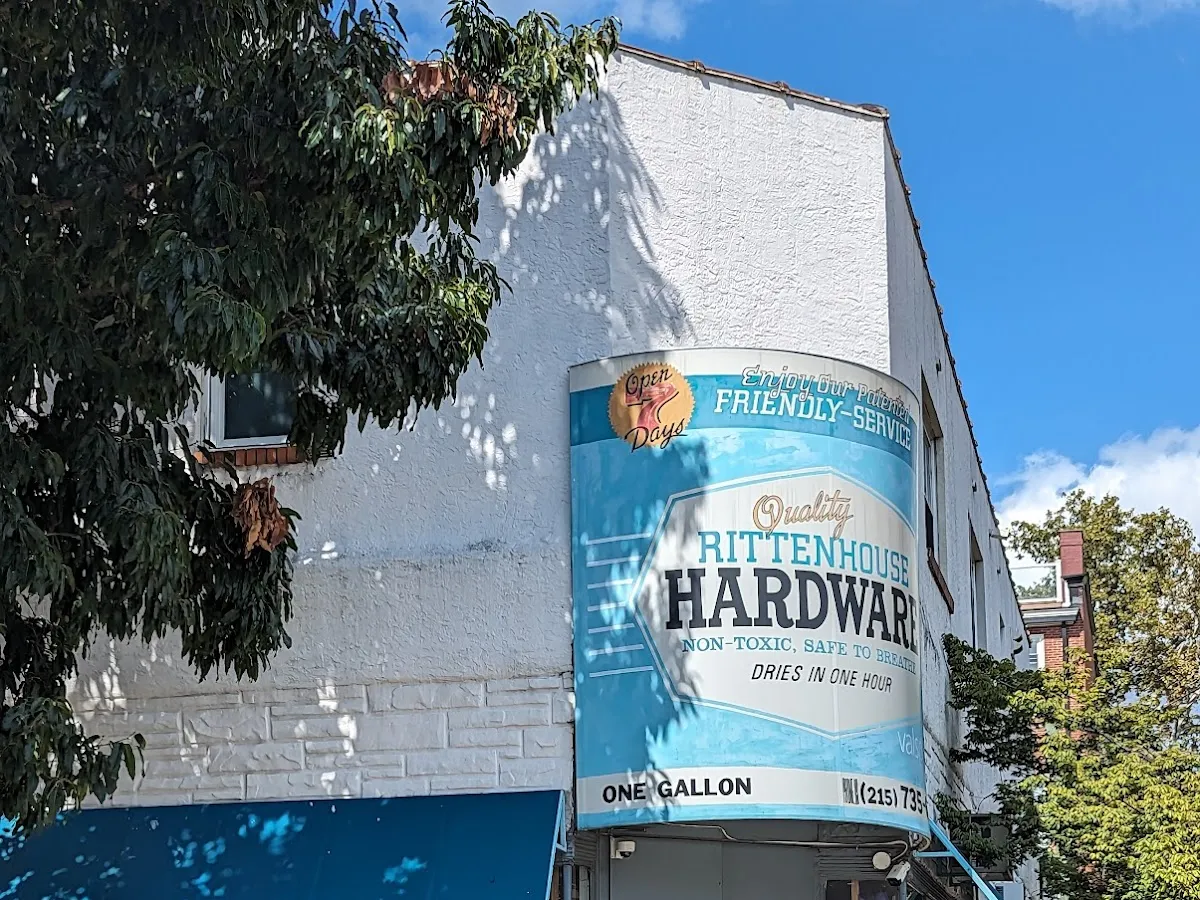 Open
7
Days
Enjoy Our Patented
FRIENDLY-SERVICE
Quality
RITTENHOUSE
HARDWARE
NON-TOXIC, SAFE TO BREATHE
DRIES IN ONE HOUR
ONE GALLON
(215) 735